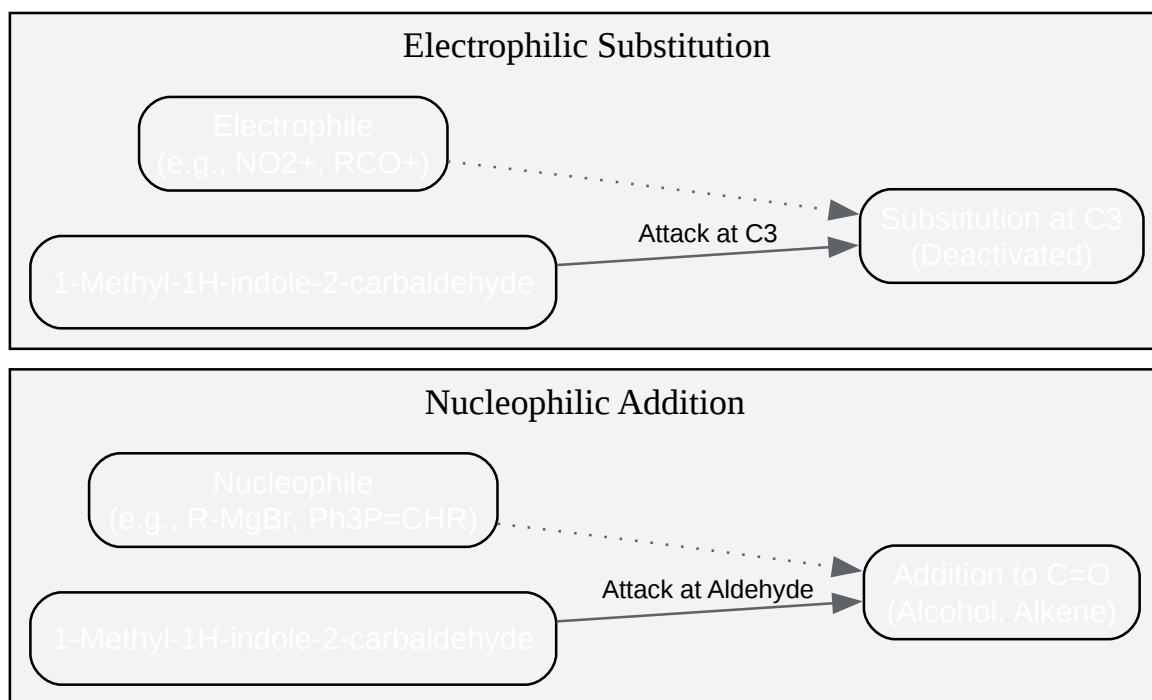 Electrophilic Substitution
Electrophile
(e.g., NO2+, RCO+)
Attack at C3
Substitution at C3
(Deactivated)
1-Methyl-1H-indole-2-carbaldehyde
Nucleophilic Addition
Nucleophile
(e.g., R-MgBr, Ph3P=CHR)
Attack at Aldehyde
Addition to C=O
(Alcohol, Alkene)
1-Methyl-1H-indole-2-carbaldehyde